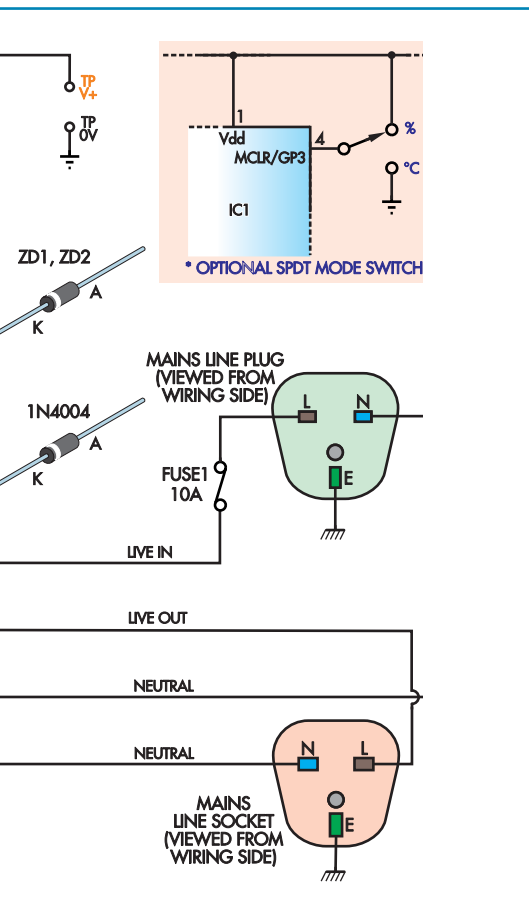 TP
V+
TP
0V
1
Vdd
4
MCLR/GP3
IC1
%
°C
* OPTIONAL SPDT MODE SWITCH
ZD1, ZD2
A
K
1N4004
A
K
MAINS LINE PLUG
(VIEWED FROM
WIRING SIDE)
L
N
E
FUSE1
10A
LIVE IN
LIVE OUT
NEUTRAL
NEUTRAL
N
L
E
MAINS
LINE SOCKET
(VIEWED FROM
WIRING SIDE)